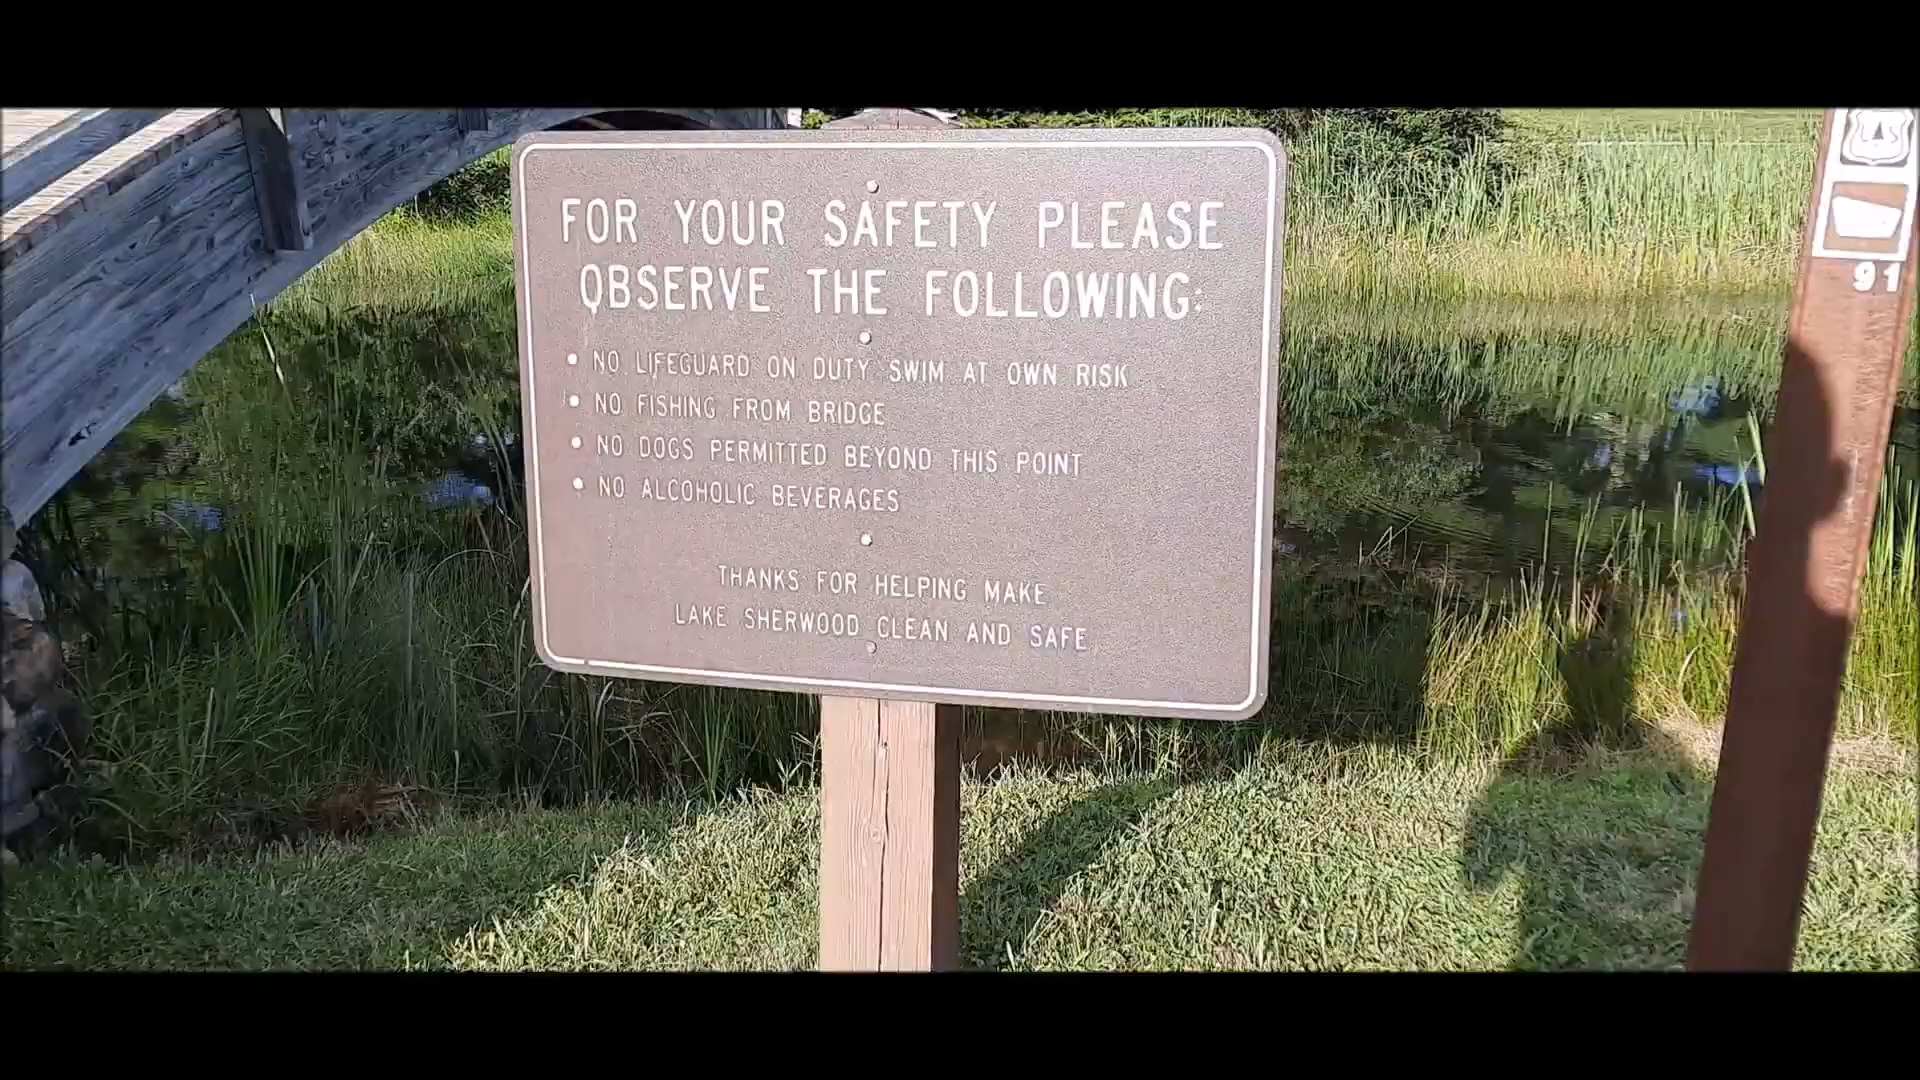 FOR YOUR SAFETY PLEASE
OBSERVE THE FOLLOWING:
• NO LIFEGUARD ON DUTY SWIM AT OWN RISK
• NO FISHING FROM BRIDGE
• NO DOGS PERMITTED BEYOND THIS POINT
• NO ALCOHOLIC BEVERAGES
THANKS FOR HELPING MAKE
LAKE SHERWOOD CLEAN AND SAFE
91